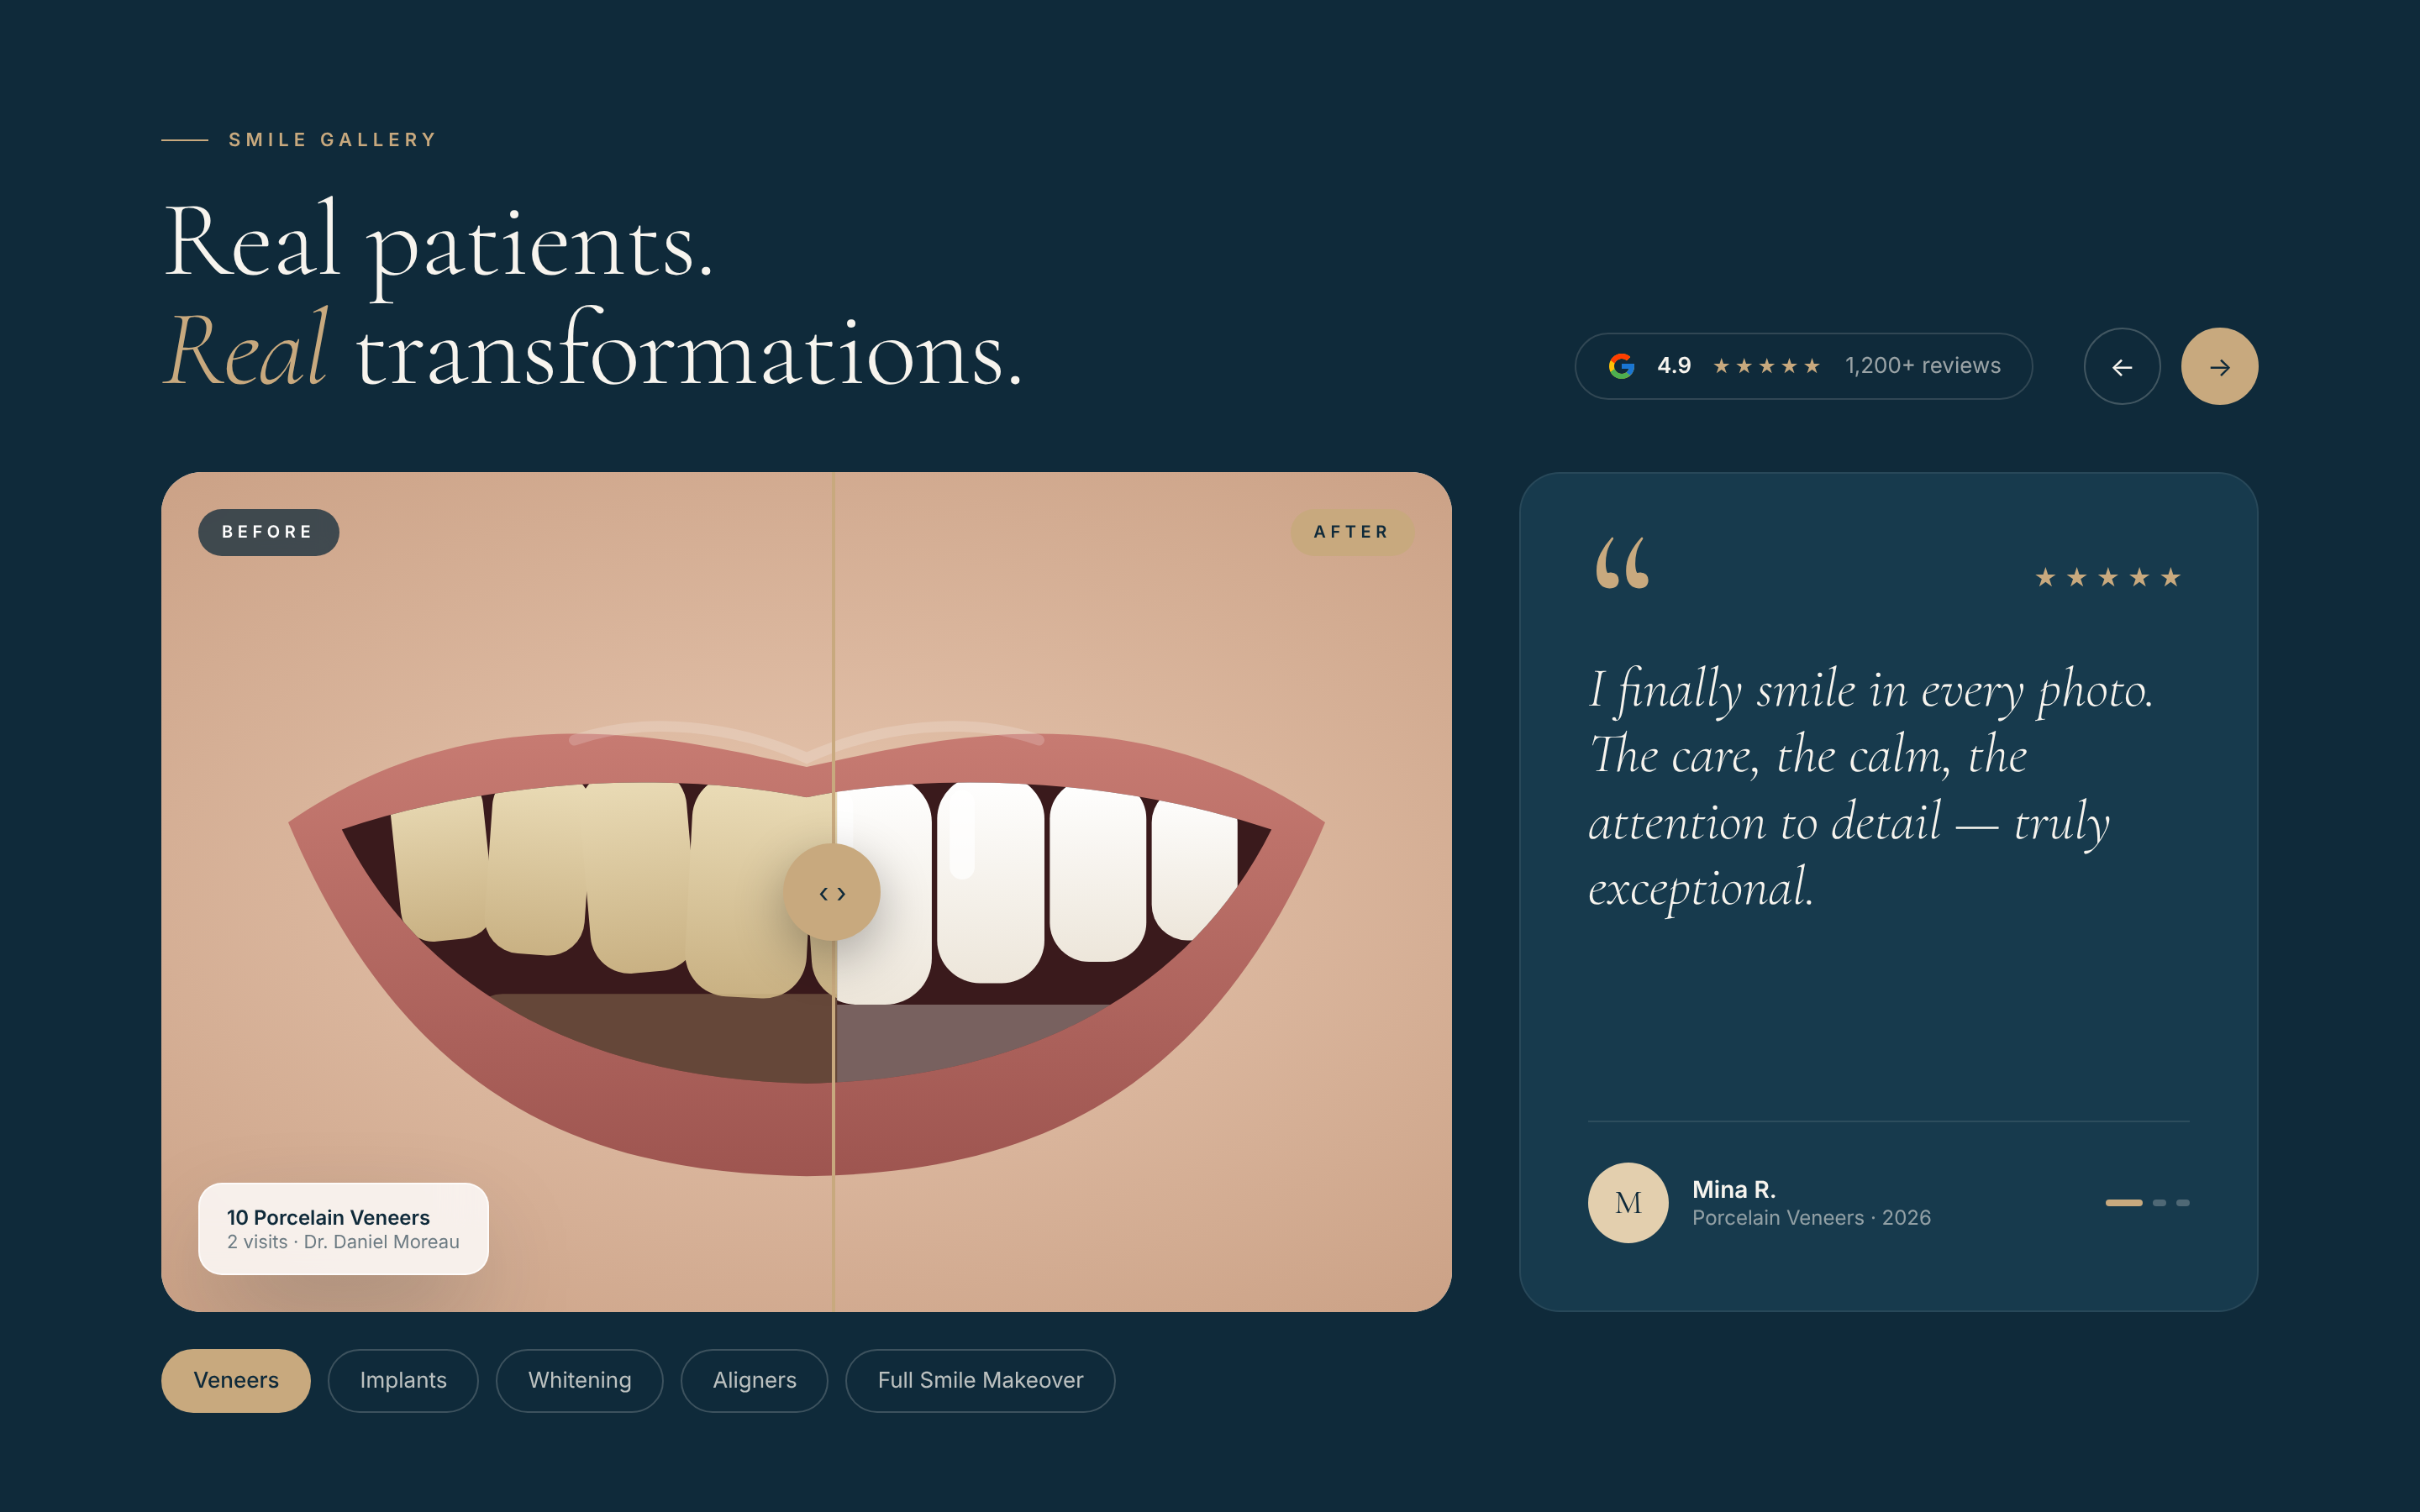 SMILE GALLERY
Real patients.
Real transformations.
4.9 ★★★★★ 1,200+ reviews
← →
BEFORE
AFTER
‹ ›
10 Porcelain Veneers
2 visits · Dr. Daniel Moreau
“
★★★★★
I finally smile in every photo.
The care, the calm, the
attention to detail — truly
exceptional.
M
Mina R.
Porcelain Veneers · 2026
Veneers
Implants
Whitening
Aligners
Full Smile Makeover